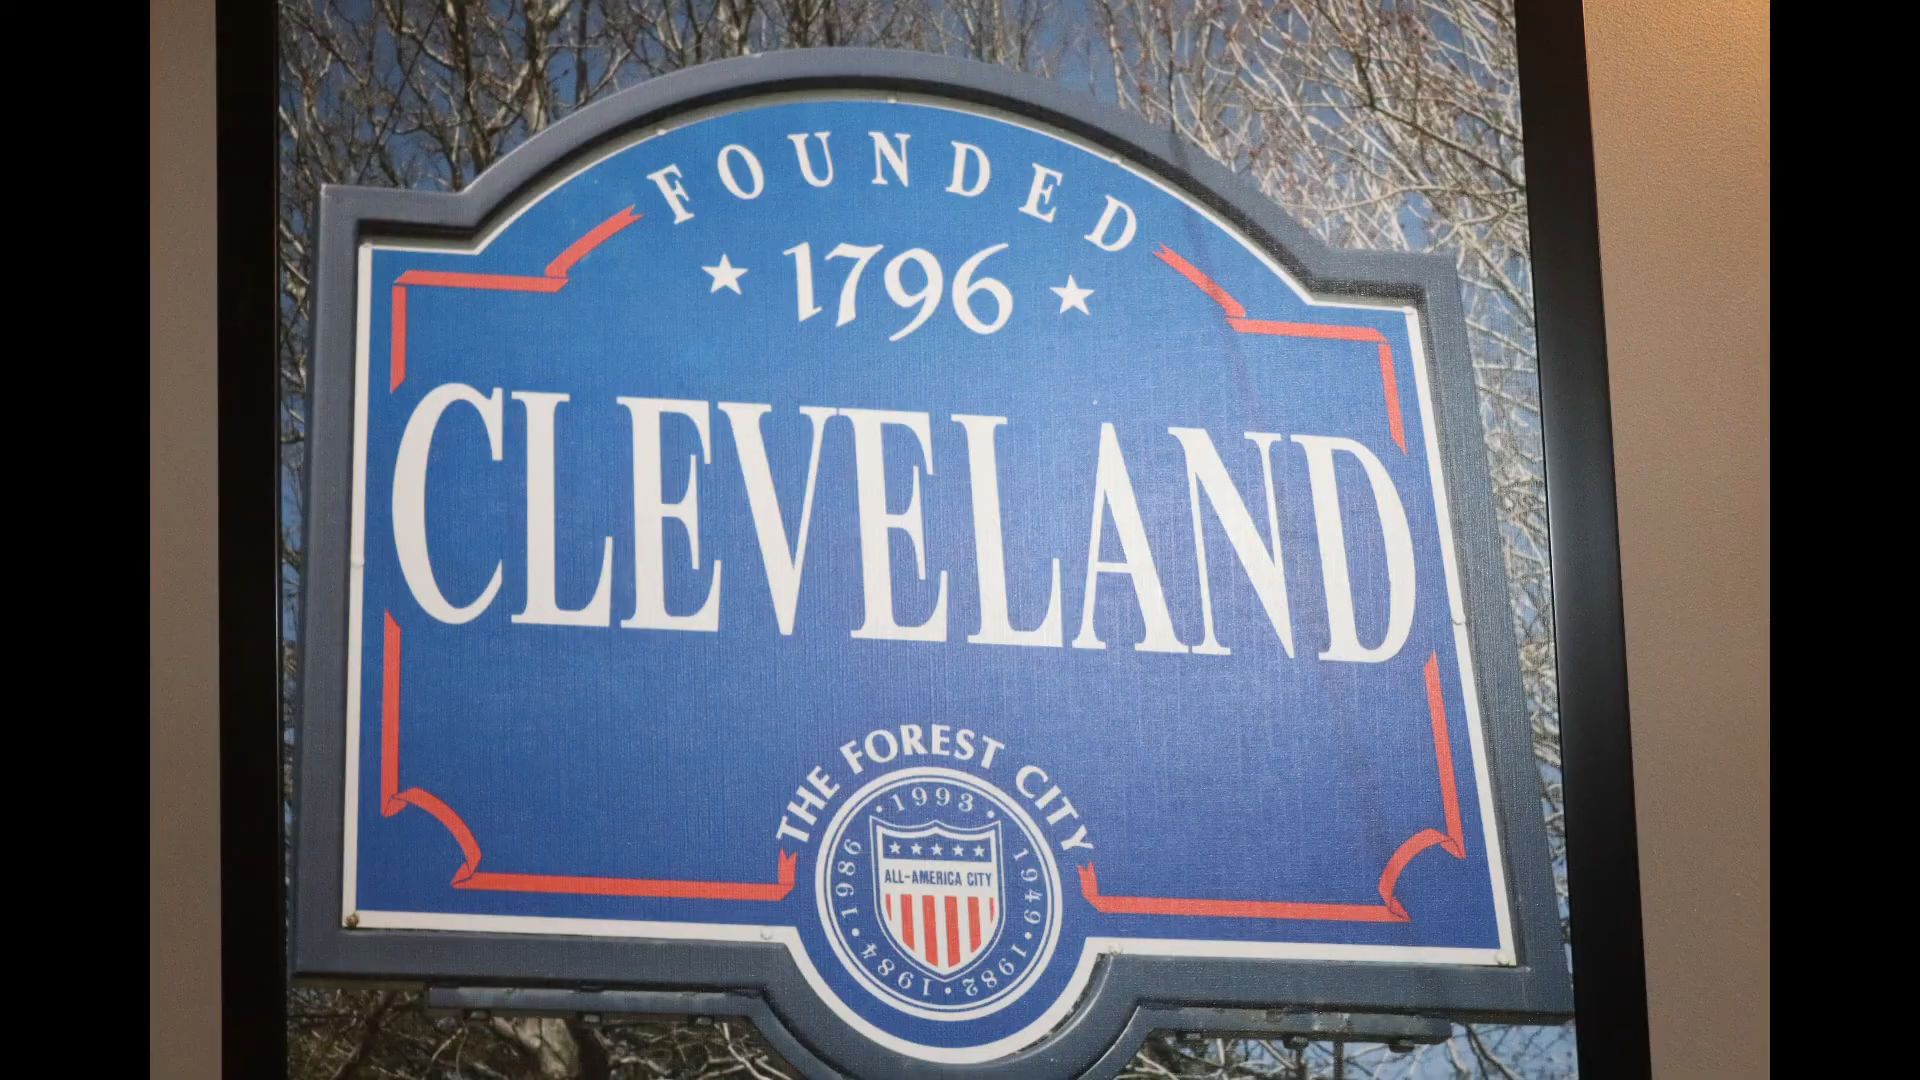 FOUNDED
1796
CLEVELAND
THE FOREST CITY
1993
1949 • 1982 • 1984 • 1986
ALL-AMERICA CITY